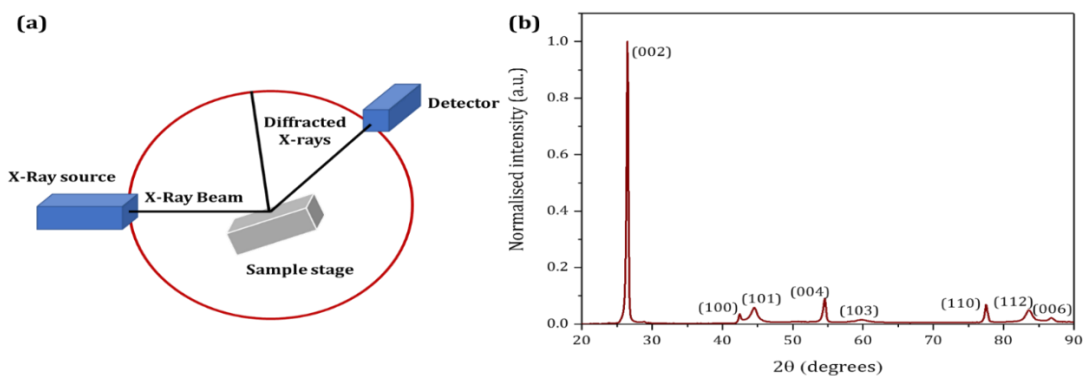 (a)
Detector
Diffracted
X-rays
X-Ray source
X-Ray Beam
Sample stage
(b)
Normalised intensity (a.u.)
1.0
0.8
0.6
0.4
0.2
0.0
(002)
(100)
(101)
(004)
(103)
(110)
(112)
(006)
20 30 40 50 60 70 80 90
2θ (degrees)